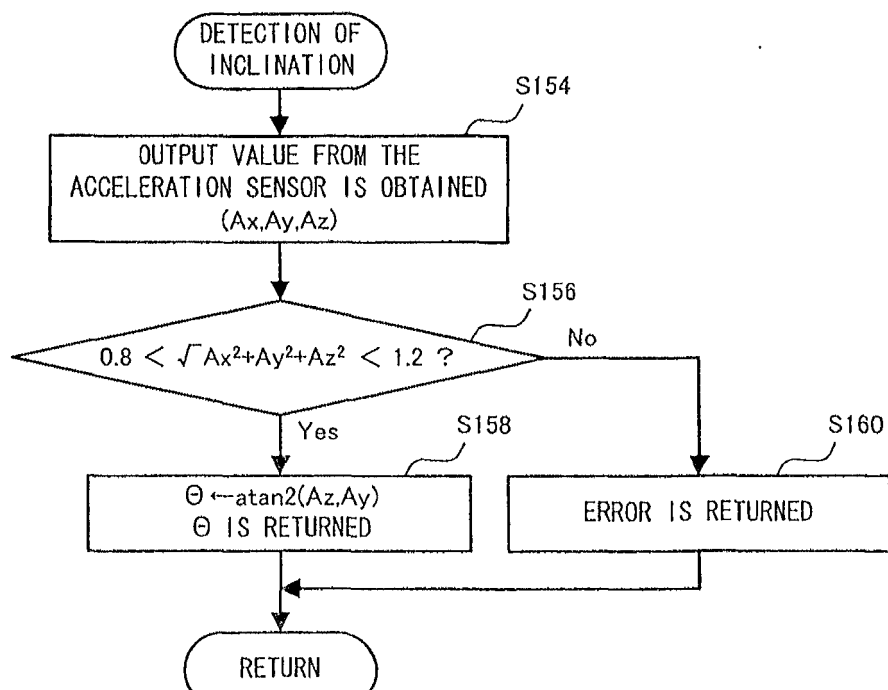 DETECTION OF
INCLINATION
S154
OUTPUT VALUE FROM THE
ACCELERATION SENSOR IS OBTAINED
(Ax,Ay,Az)
S156
0.8 < √Ax²+Ay²+Az² < 1.2 ?
No
Yes
S158
Θ ←atan2(Az,Ay)
Θ IS RETURNED
S160
ERROR IS RETURNED
RETURN